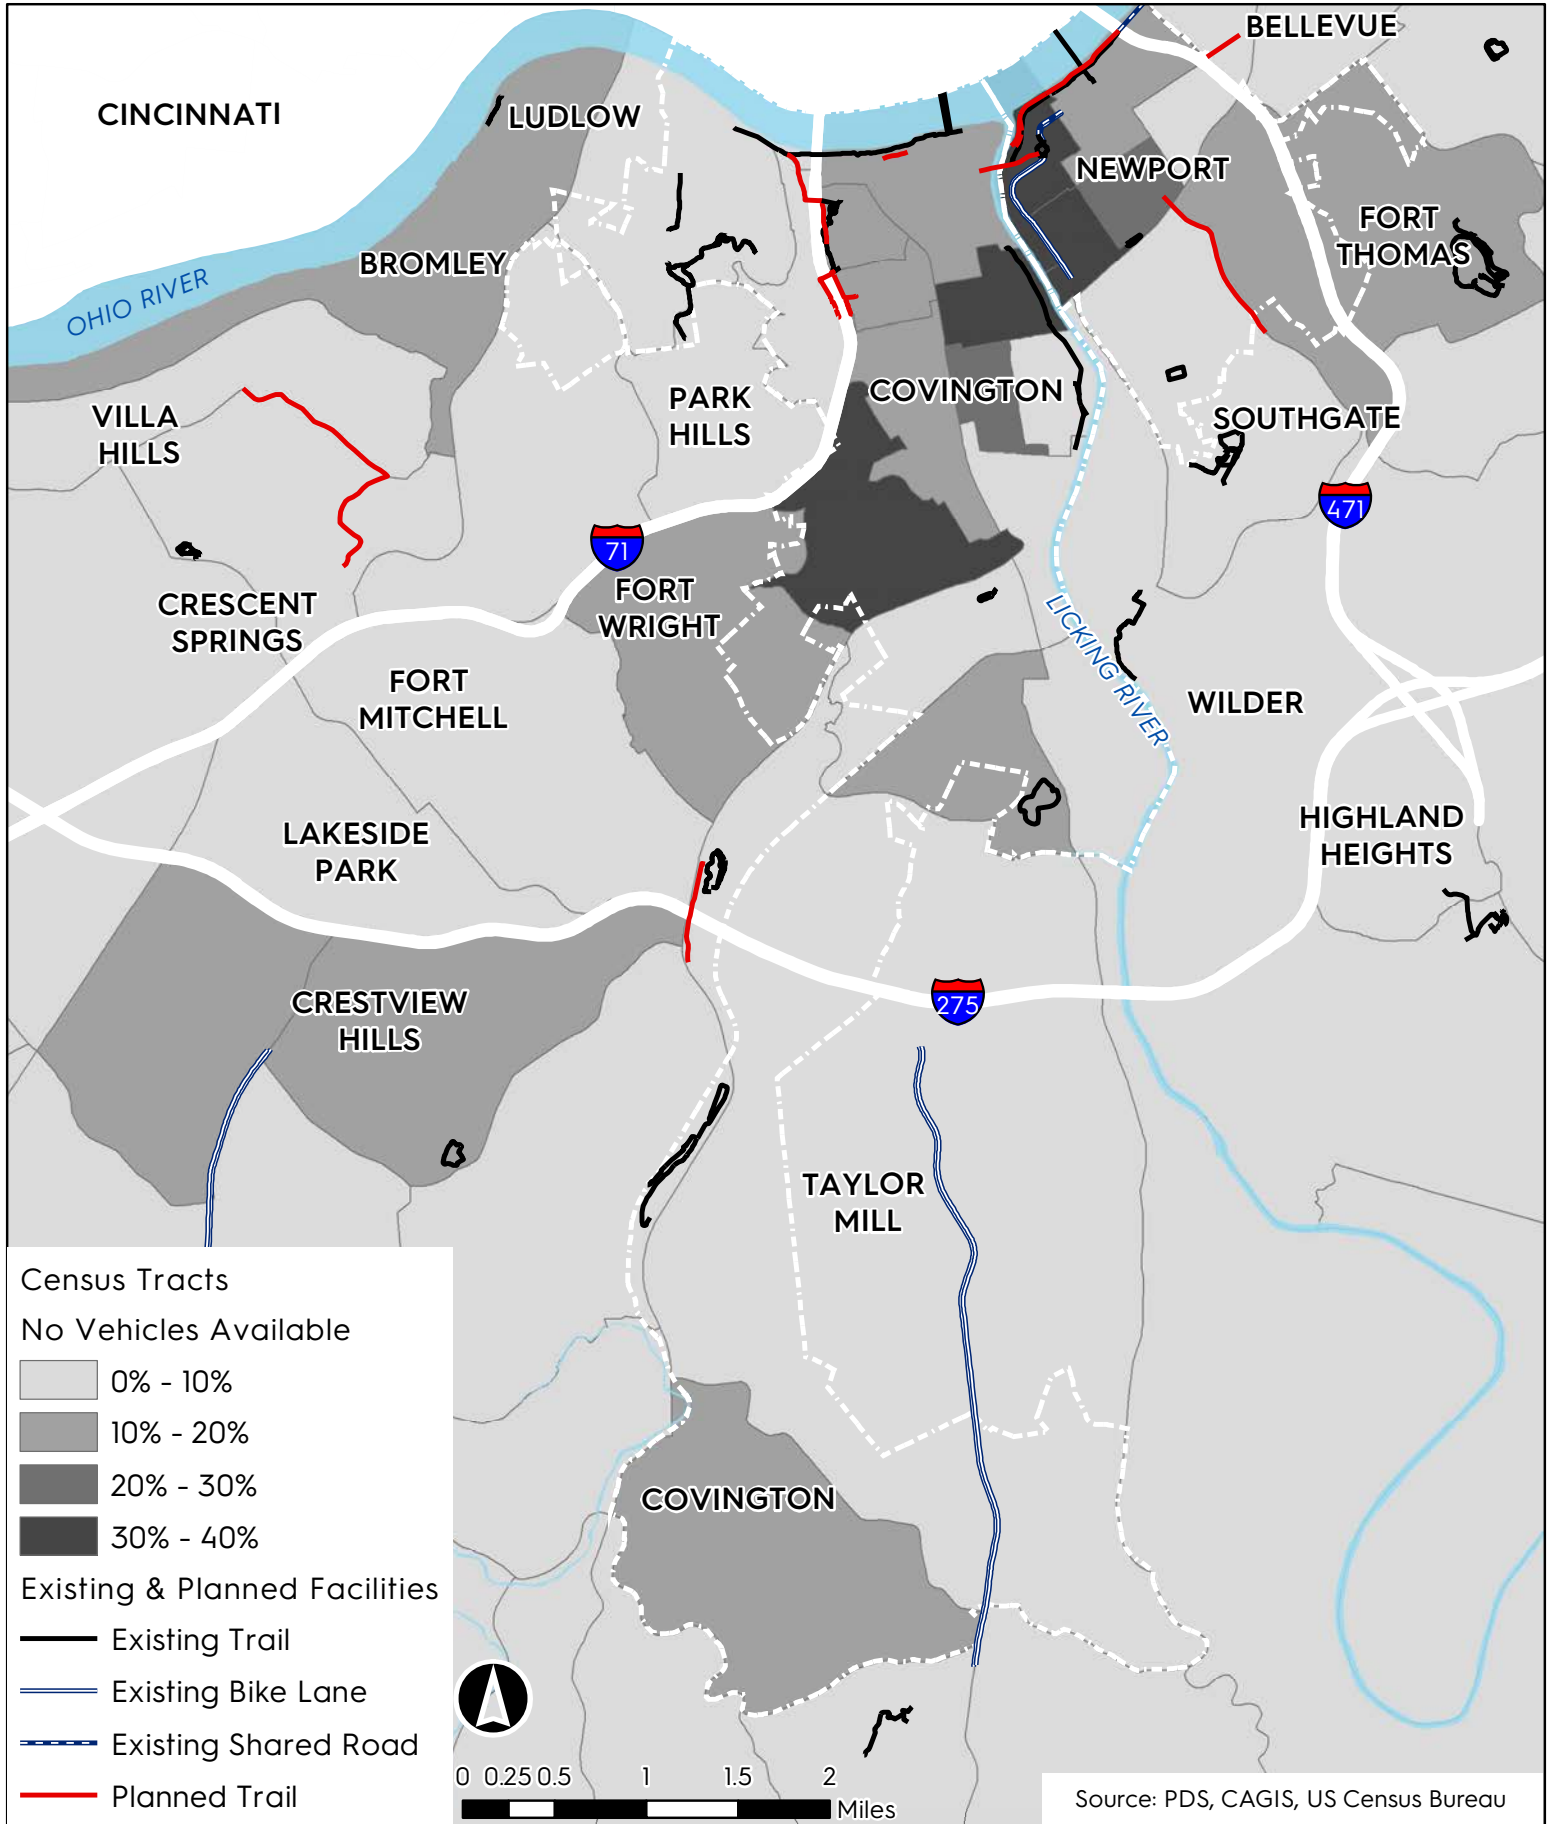 BELLEVUE
CINCINNATI
LUDLOW
NEWPORT
FORT
THOMAS
BROMLEY
OHIO RIVER
PARK
HILLS
COVINGTON
VILLA
HILLS
SOUTHGATE
471
71
CRESCENT
SPRINGS
FORT
WRIGHT
LICKING RIVER
FORT
MITCHELL
WILDER
LAKESIDE
PARK
HIGHLAND
HEIGHTS
CRESTVIEW
HILLS
275
TAYLOR
MILL
COVINGTON
Census Tracts
No Vehicles Available
0% - 10%
10% - 20%
20% - 30%
30% - 40%
Existing & Planned Facilities
Existing Trail
Existing Bike Lane
Existing Shared Road
Planned Trail
0 0.25 0.5 1 1.5 2
Miles
Source: PDS, CAGIS, US Census Bureau